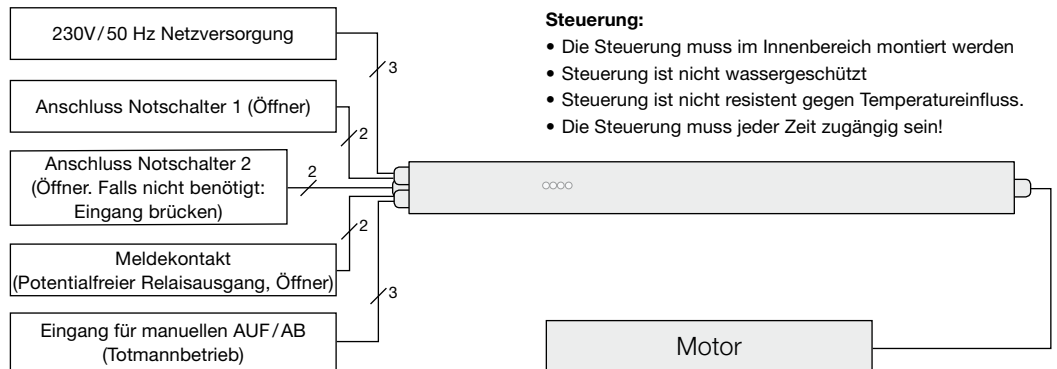 230V/50 Hz Netzversorgung
3
Anschluss Notschalter 1 (Öffner)
2
Anschluss Notschalter 2
(Öffner. Falls nicht benötigt:
Eingang brücken)
2
Meldekontakt
(Potentialfreier Relaisausgang, Öffner)
2
Eingang für manuellen AUF/AB
(Totmannbetrieb)
3
Steuerung:
• Die Steuerung muss im Innenbereich montiert werden
• Steuerung ist nicht wassergeschützt
• Steuerung ist nicht resistent gegen Temperatureinfluss.
• Die Steuerung muss jeder Zeit zugängig sein!
Motor